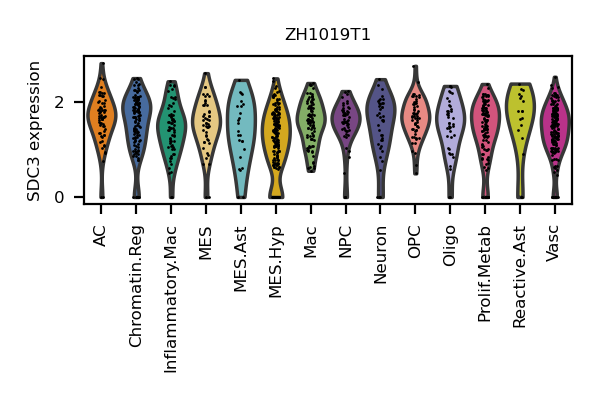 ZH1019T1
SDC3 expression
2
0
AC
Chromatin.Reg
Inflammatory.Mac
MES
MES.Ast
MES.Hyp
Mac
NPC
Neuron
OPC
Oligo
Prolif.Metab
Reactive.Ast
Vasc